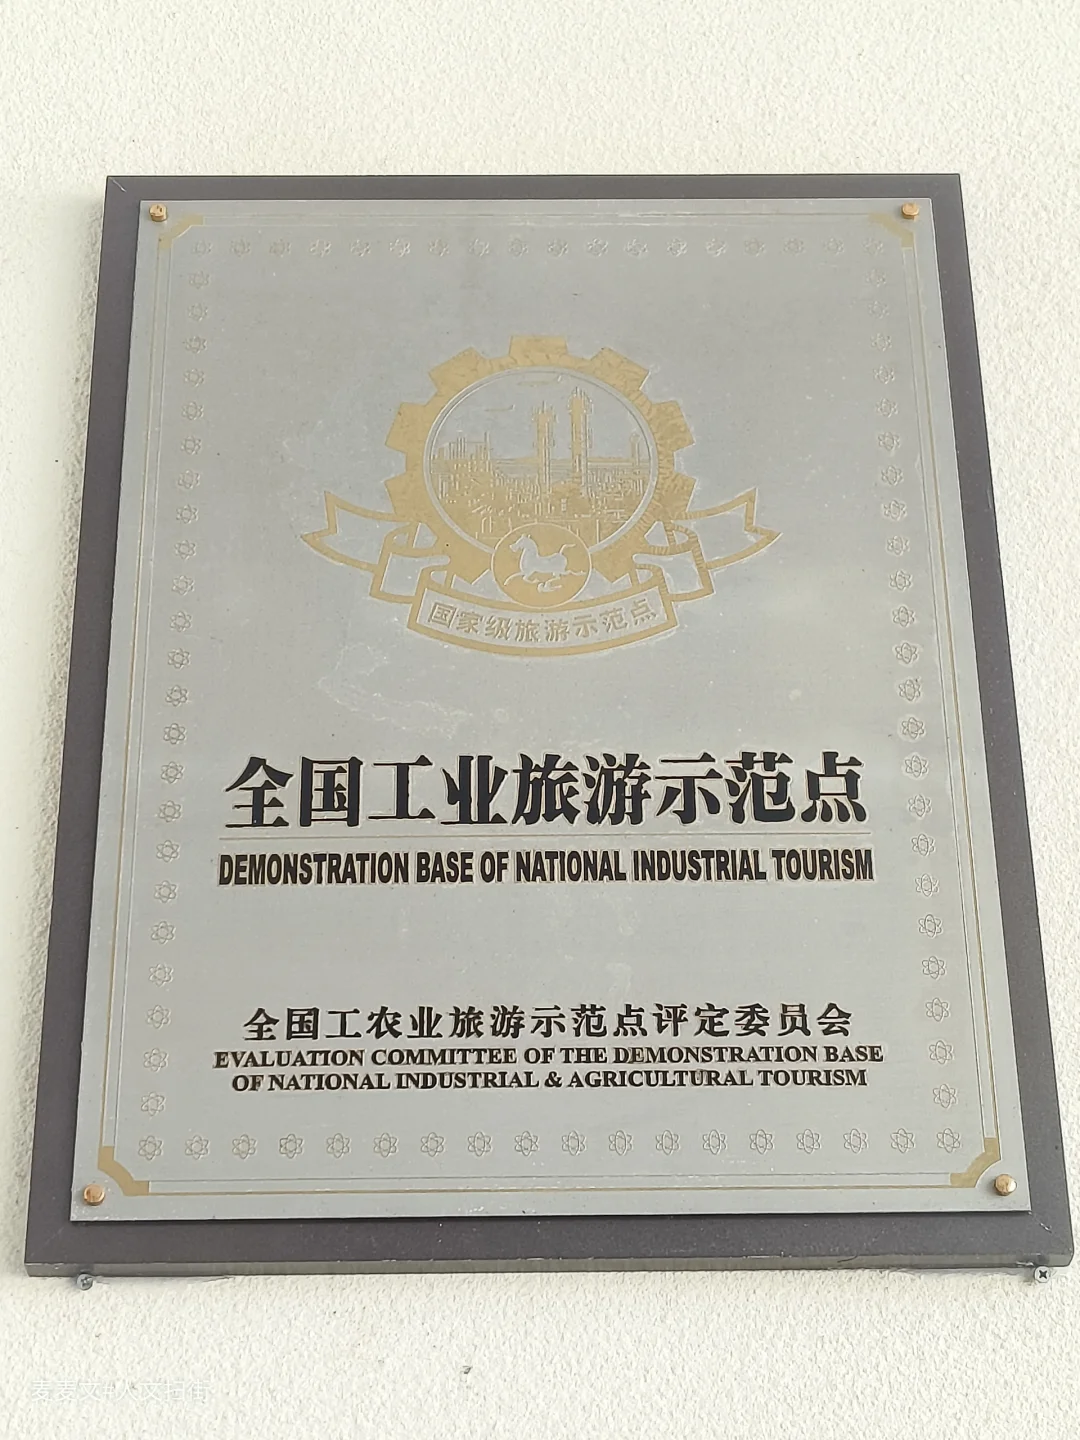 国家级旅游示范点
全国工业旅游示范点
DEMONSTRATION BASE OF NATIONAL INDUSTRIAL TOURISM
全国工农业旅游示范点评定委员会
EVALUATION COMMITTEE OF THE DEMONSTRATION BASE
OF NATIONAL INDUSTRIAL & AGRICULTURAL TOURISM